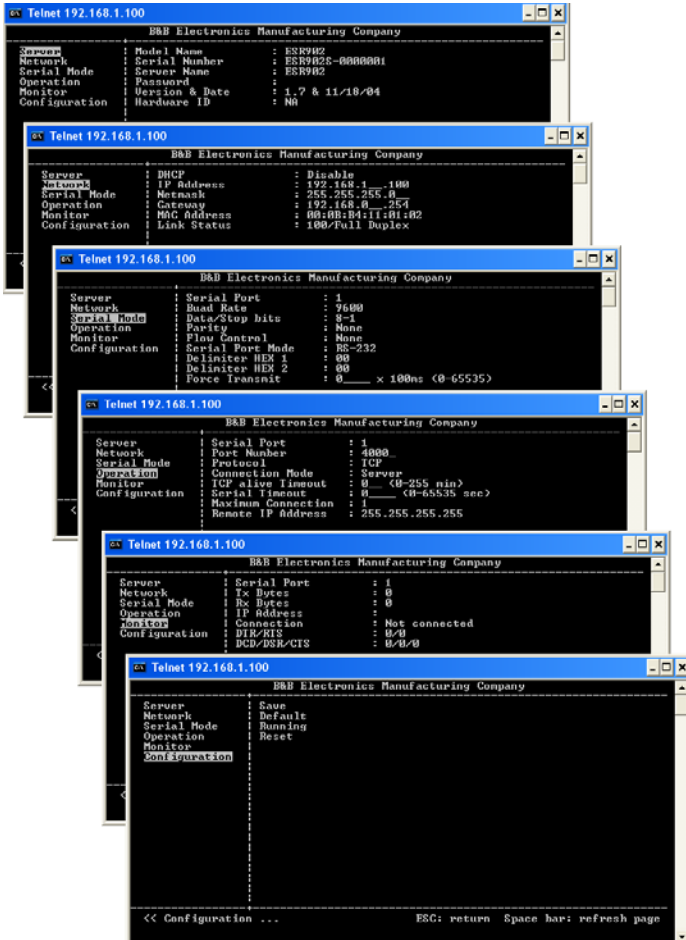 Telnet 192.168.1.100
B&B Electronics Manufacturing Company
Server | Model Name : ESR902
Network | Serial Number : ESR902S-0000001
Serial Mode | Server Name : ESR902
Operation | Password :
Monitor | Version & Date : 1.7 & 11/18/04
Configuration | Hardware ID : NA
Telnet 192.168.1.100
B&B Electronics Manufacturing Company
Server | DHCP : Disable
Network | IP Address : 192.168.1__.100
Serial Mode | Netmask : 255.255.255.0__
Operation | Gateway : 192.168.0__.254
Monitor | MAC Address : 00:0B:B4:11:01:02
Configuration | Link Status : 100/Full Duplex
Telnet 192.168.1.100
B&B Electronics Manufacturing Company
Server | Serial Port : 1
Network | Buad Rate : 9600
Serial Mode | Data/Stop bits : 8-1
Operation | Parity : None
Monitor | Flow Control : None
Configuration | Serial Port Mode : RS-232
| Delimiter HEX 1 : 00
| Delimiter HEX 2 : 00
<< | Force Transmit : 0____ x 100ms (0-65535)
Telnet 192.168.1.100
B&B Electronics Manufacturing Company
Server | Serial Port : 1
Network | Port Number : 4000_
Serial Mode | Protocol : TCP
Operation | Connection Mode : Server
Monitor | TCP alive Timeout : 0__ (0-255 min)
Configuration | Serial Timeout : 0____ (0-65535 sec)
| Maximum Connection : 1
| Remote IP Address : 255.255.255.255
Telnet 192.168.1.100
B&B Electronics Manufacturing Company
Server | Serial Port : 1
Network | Tx Bytes : 0
Serial Mode | Rx Bytes : 0
Operation | IP Address :
Monitor | Connection : Not connected
Configuration | DTR/RTS : 0/0
| DCD/DSR/CTS : 0/0/0
Telnet 192.168.1.100
B&B Electronics Manufacturing Company
Server | Save
Network | Default
Serial Mode | Running
Operation | Reset
Monitor
Configuration
<< Configuration ... ESC: return Space bar: refresh page